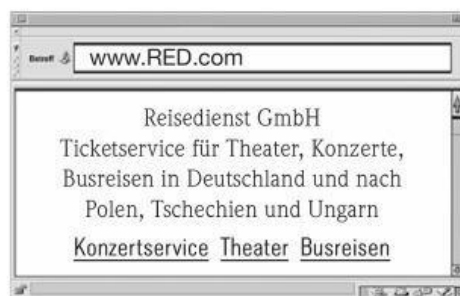 Betreff
www.RED.com
Reisedienst GmbH
Ticketservice für Theater, Konzerte,
Busreisen in Deutschland und nach
Polen, Tschechien und Ungarn
Konzertservice Theater Busreisen